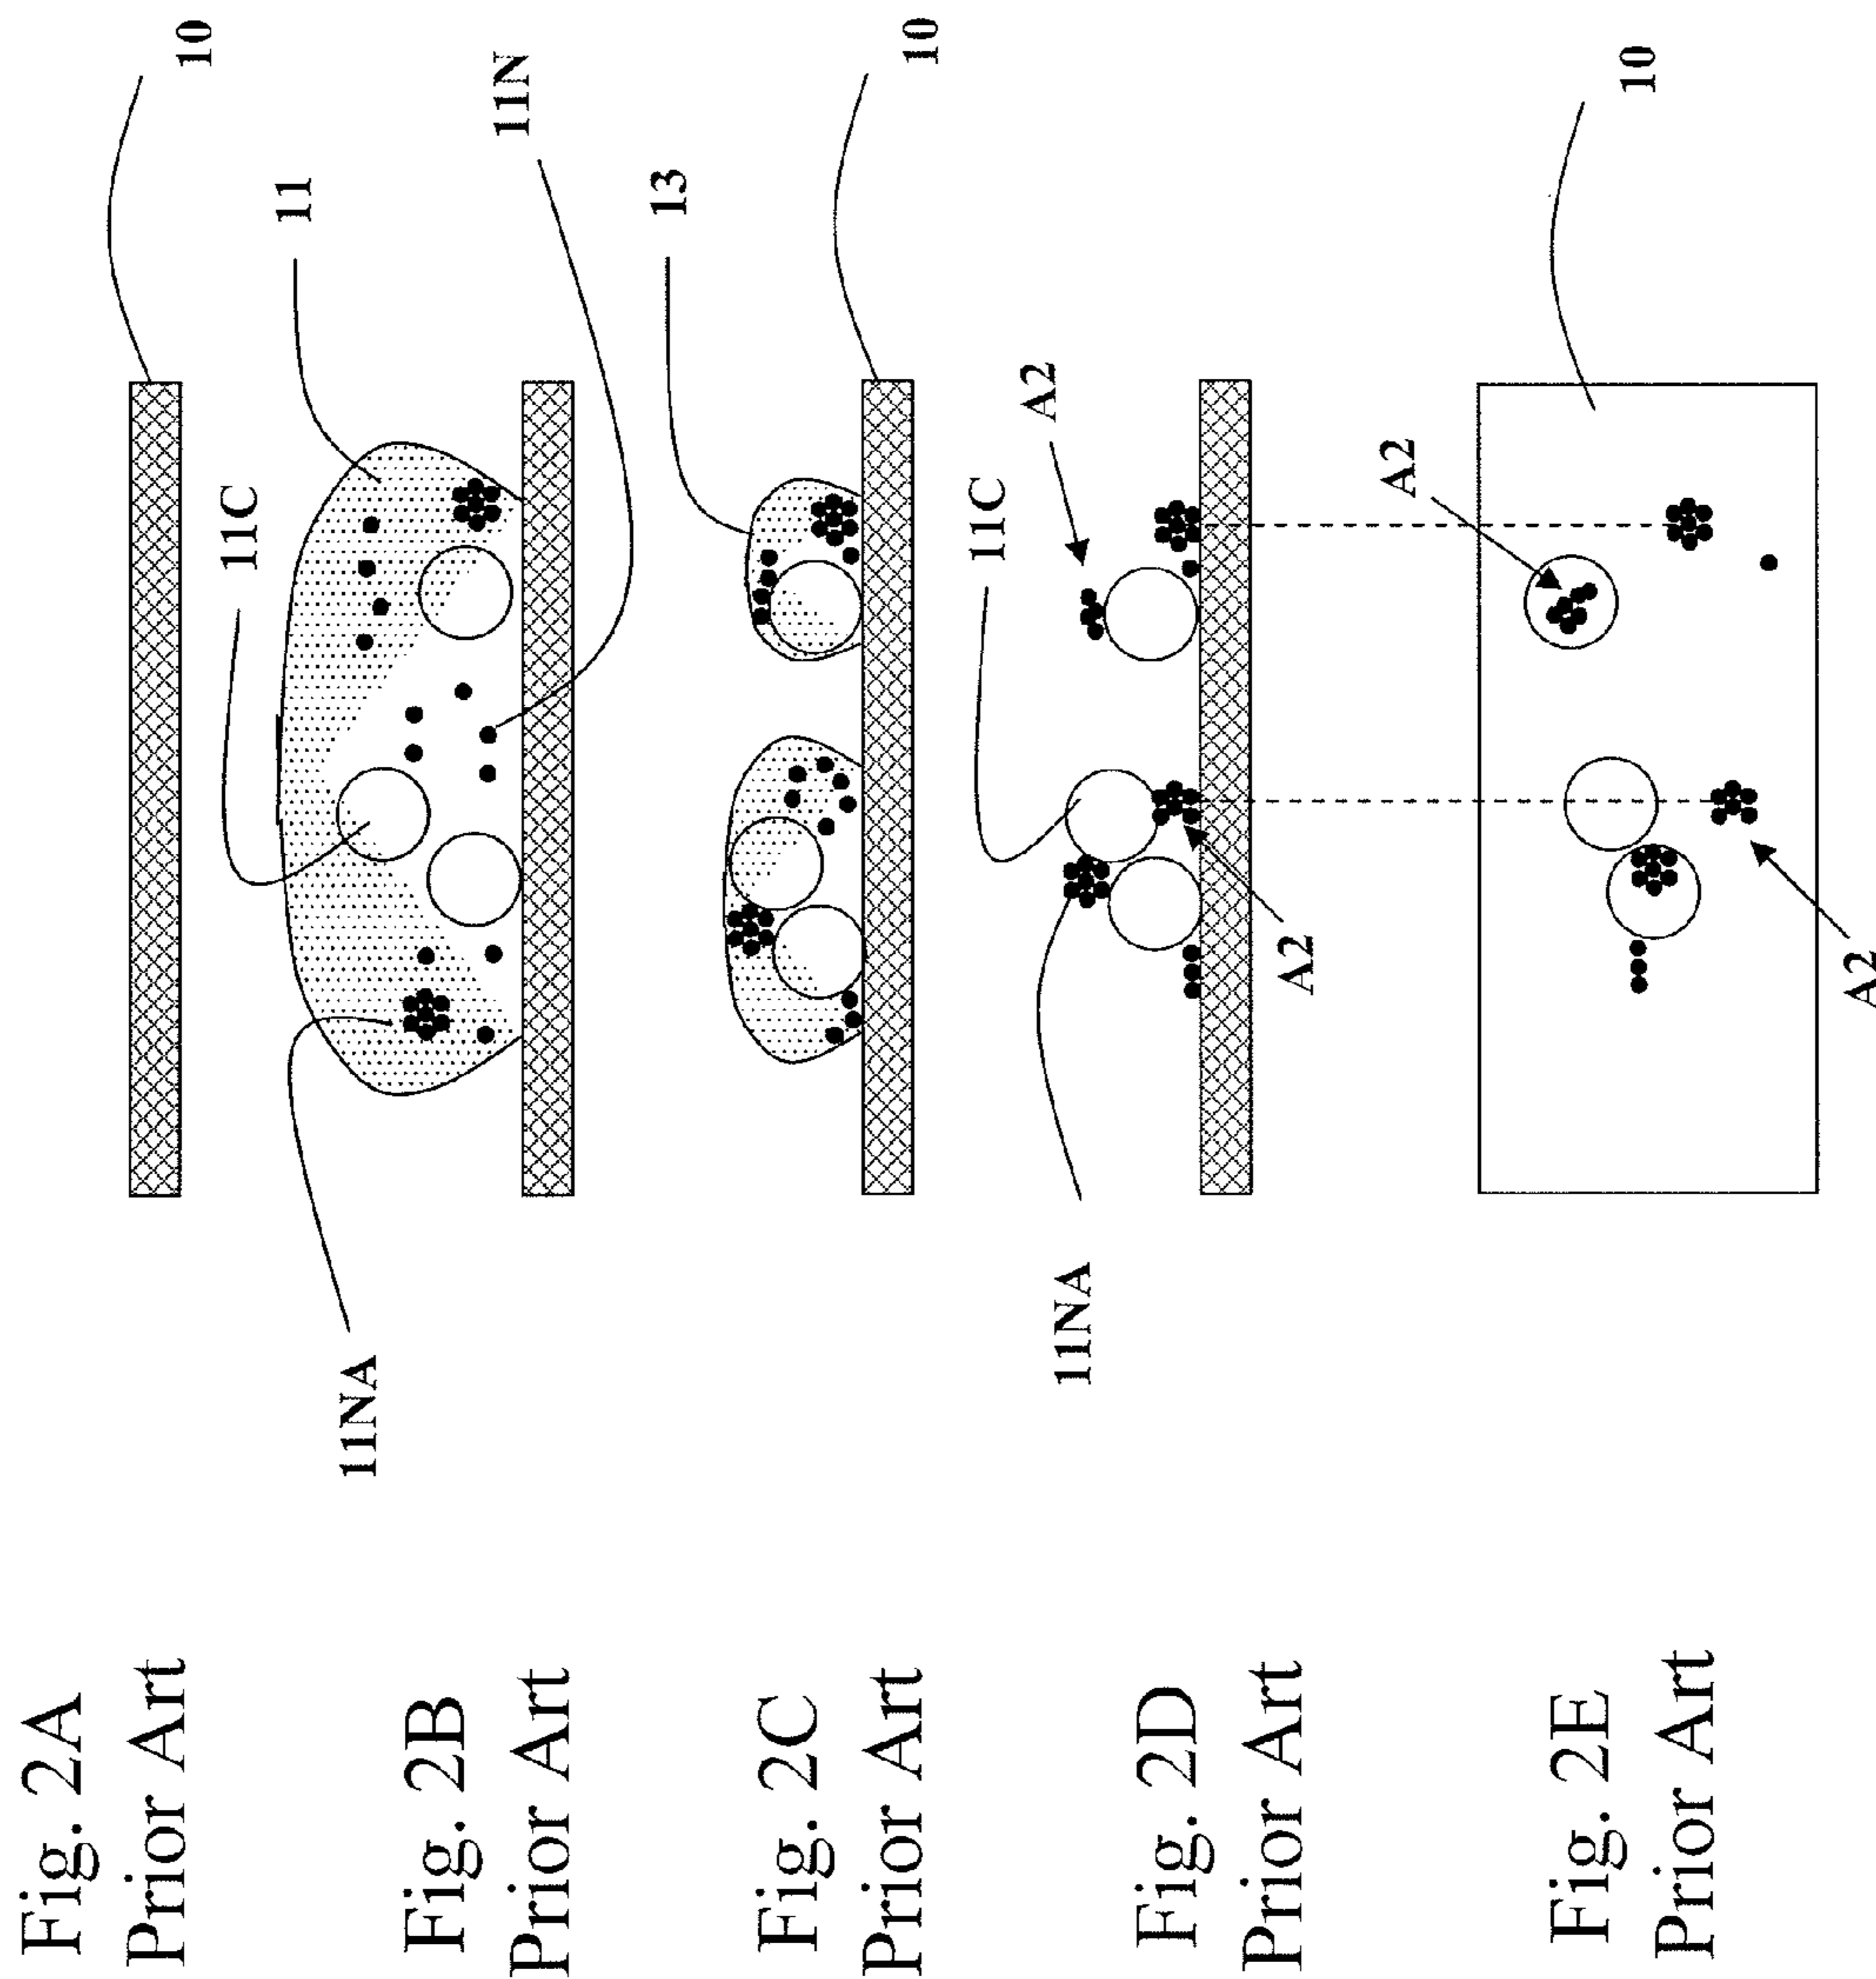 Fig. 2A
Prior Art
10
11C
11
11NA
11N
Fig. 2B
Prior Art
13
Fig. 2C
Prior Art
10
11C
A2
11NA
Fig. 2D
Prior Art
A2
A2
10
Fig. 2E
Prior Art
A2